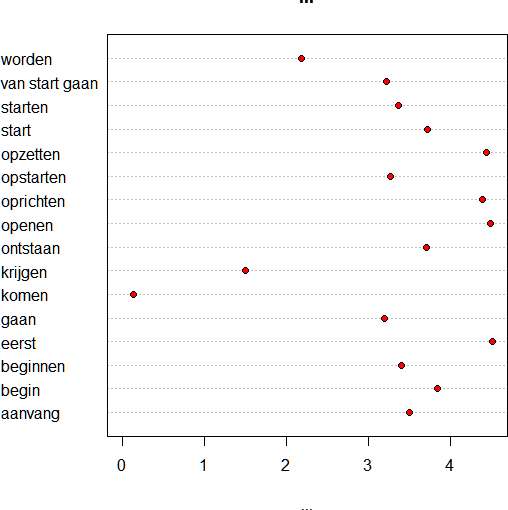 ...
worden
van start gaan
starten
start
opzetten
opstarten
oprichten
openen
ontstaan
krijgen
komen
gaan
eerst
beginnen
begin
aanvang
0 1 2 3 4
...